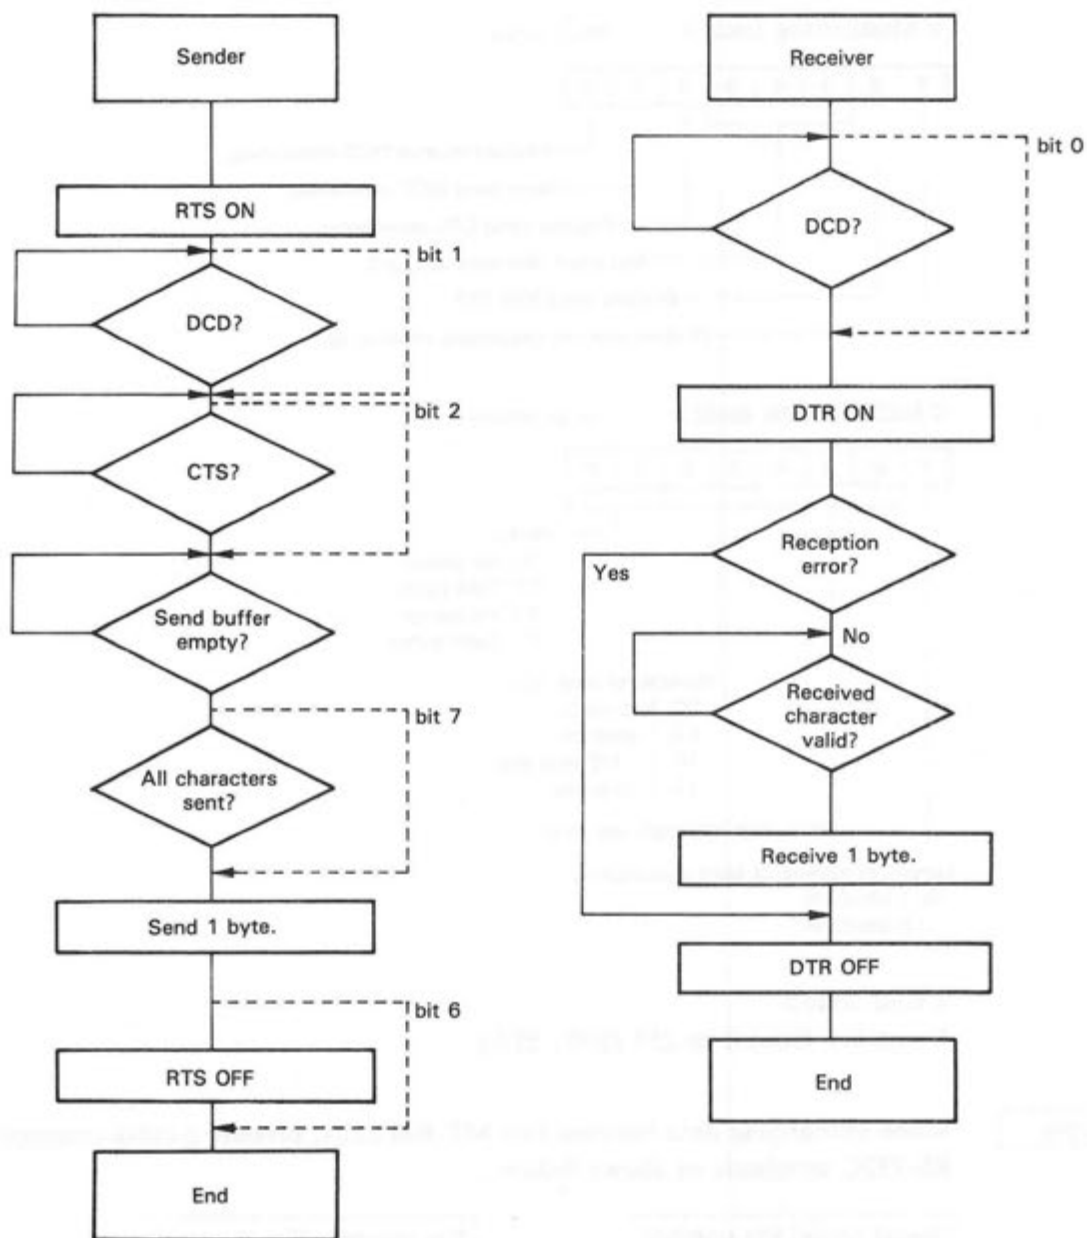 Sender
RTS ON
bit 1
DCD?
bit 2
CTS?
Send buffer
empty?
bit 7
All characters
sent?
Send 1 byte.
bit 6
RTS OFF
End
Receiver
bit 0
DCD?
DTR ON
Reception
error?
Yes
No
Received
character
valid?
Receive 1 byte.
DTR OFF
End